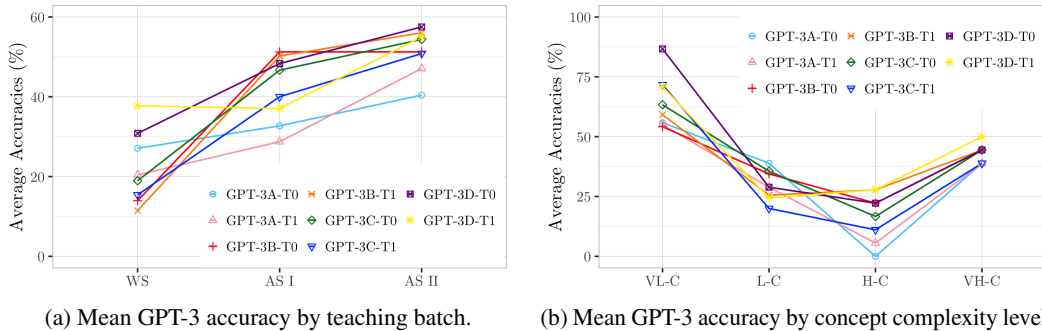 Average Accuracies (%)
60
40
20
0
WS
AS I
AS II
GPT-3A-T0
GPT-3B-T1
GPT-3D-T0
GPT-3A-T1
GPT-3C-T0
GPT-3D-T1
GPT-3B-T0
GPT-3C-T1
(a) Mean GPT-3 accuracy by teaching batch.
Average Accuracies (%)
100
75
50
25
0
VL-C
L-C
H-C
VH-C
GPT-3A-T0
GPT-3B-T1
GPT-3D-T0
GPT-3A-T1
GPT-3C-T0
GPT-3D-T1
GPT-3B-T0
GPT-3C-T1
(b) Mean GPT-3 accuracy by concept complexity leve